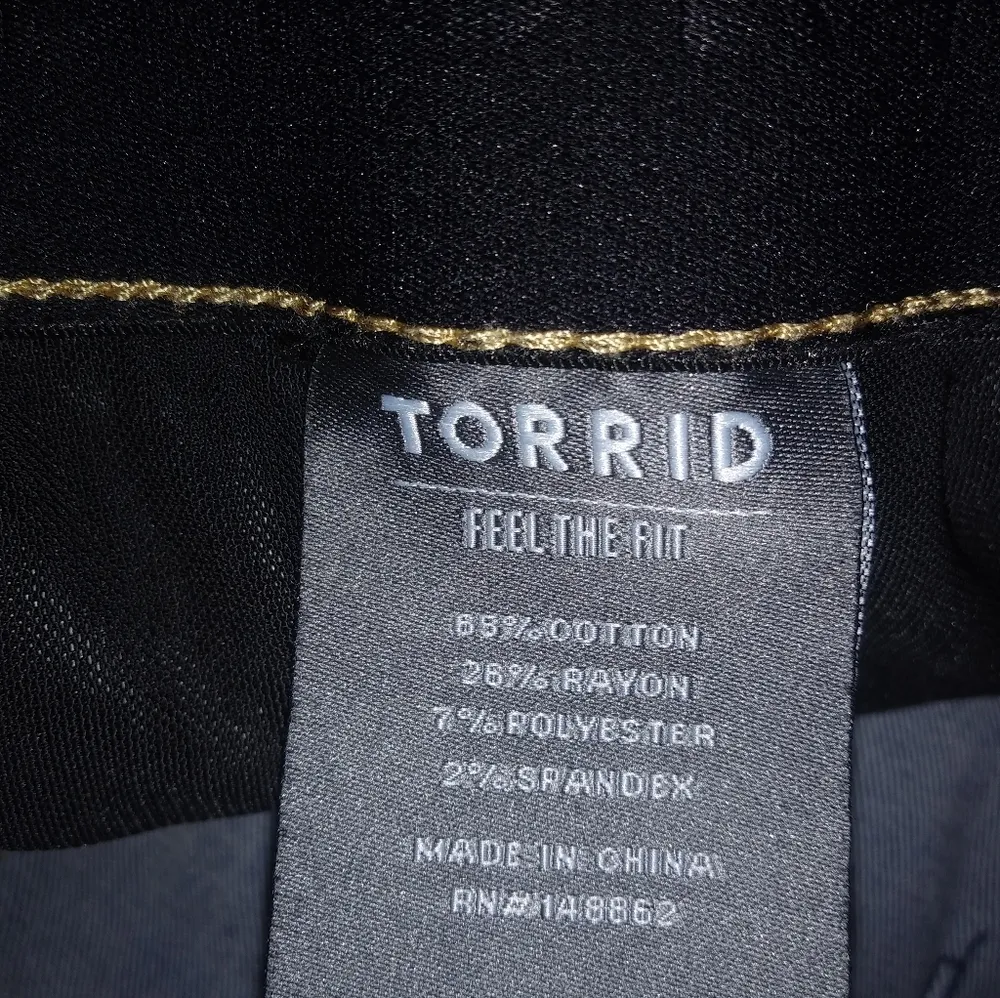 TORRID
FEEL THE FIT
65% COTTON
26% RAYON
7% POLYESTER
2% SPANDEX
MADE IN CHINA
RN#148862